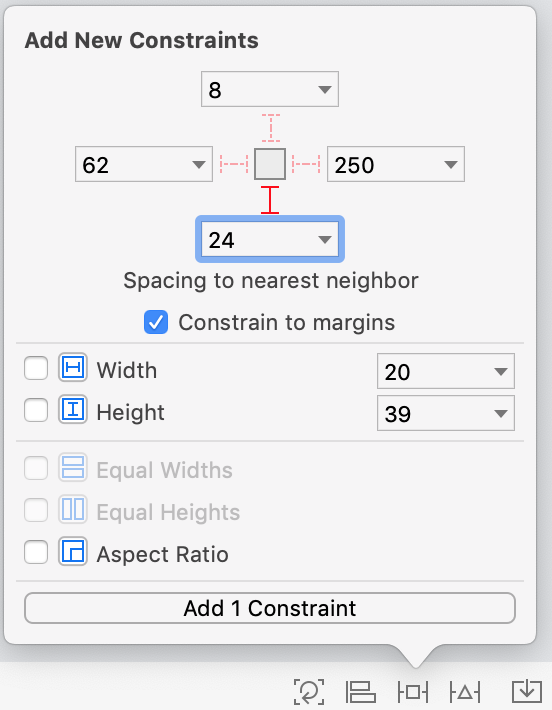 Add New Constraints
8
62
250
24
Spacing to nearest neighbor
Constrain to margins
Width
20
Height
39
Equal Widths
Equal Heights
Aspect Ratio
Add 1 Constraint